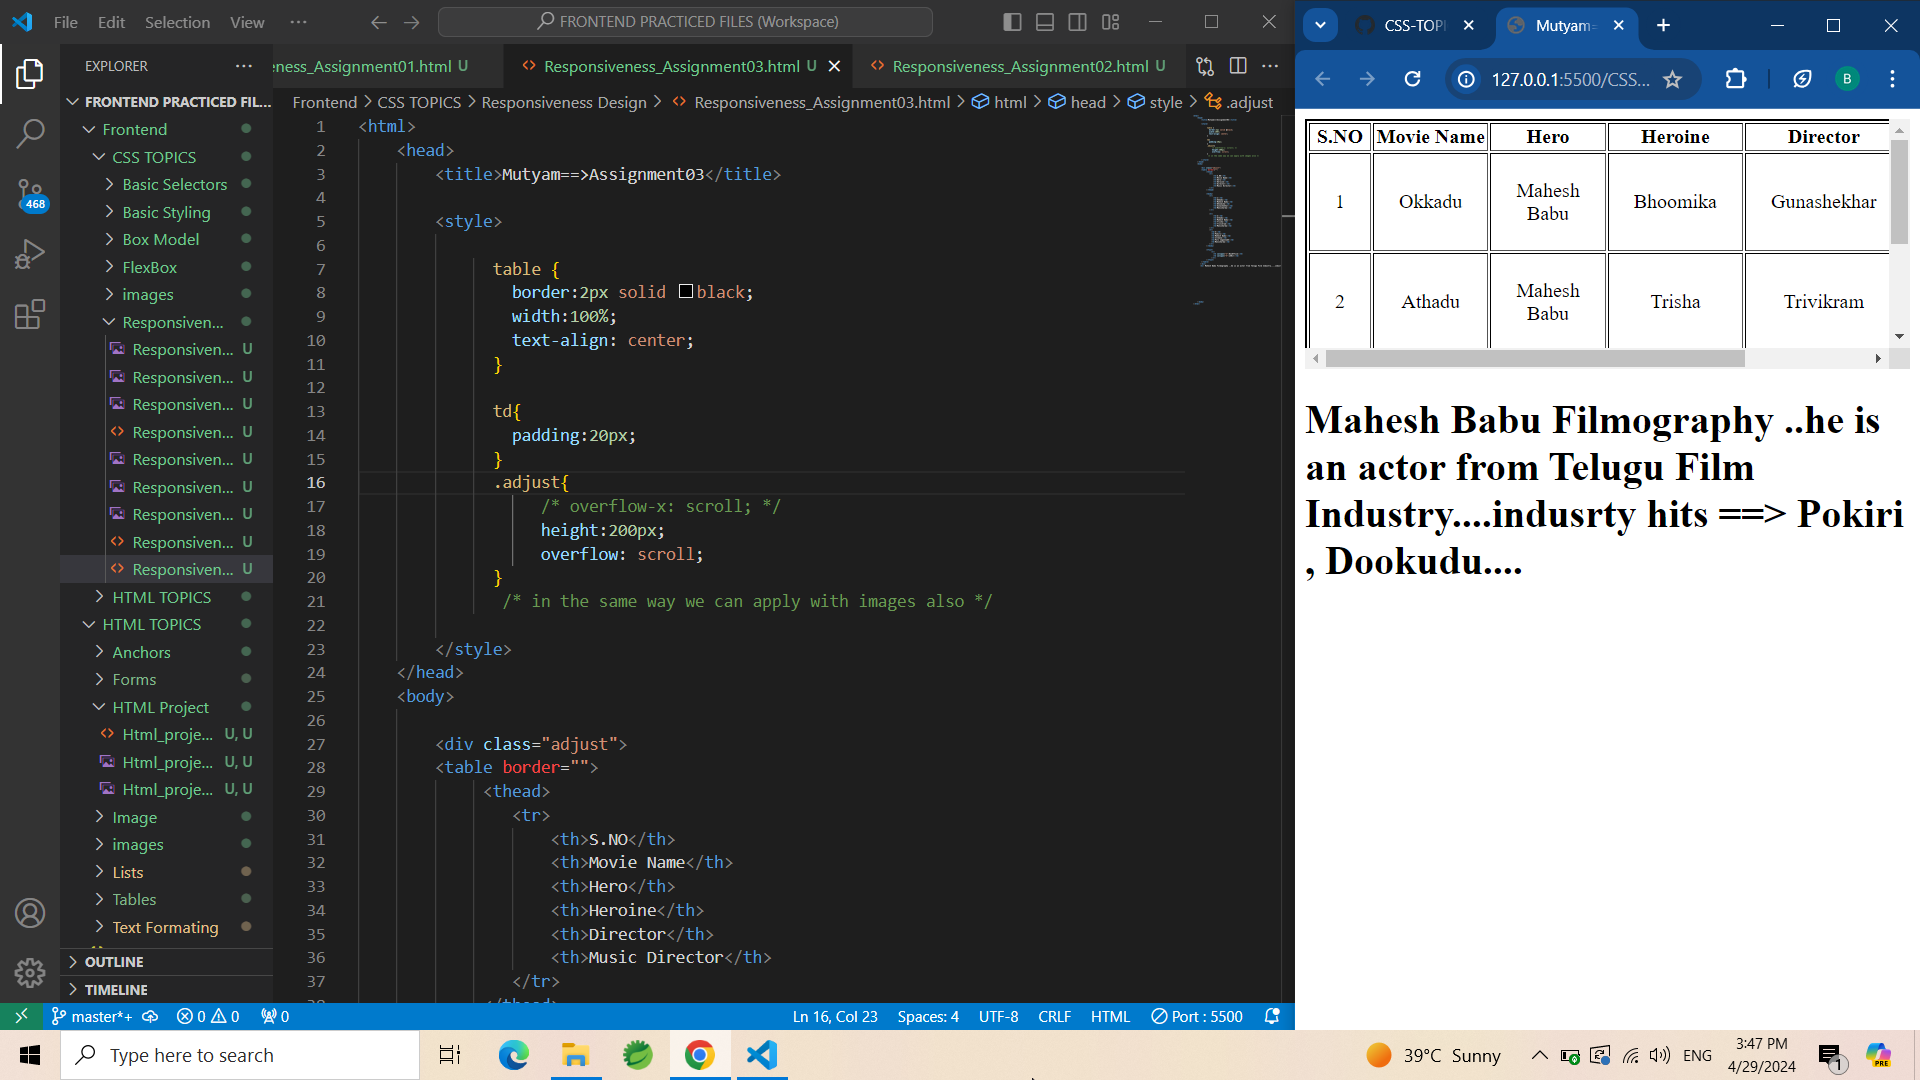 File Edit Selection View ···
FRONTEND PRACTICED FILES (Workspace)
EXPLORER ···
FRONTEND PRACTICED FIL...
Frontend
CSS TOPICS
Basic Selectors
Basic Styling
Box Model
FlexBox
images
Responsiven...
Responsiven... U
Responsiven... U
Responsiven... U
Responsiven... U
Responsiven... U
Responsiven... U
Responsiven... U
Responsiven... U
Responsiven... U
HTML TOPICS
HTML TOPICS
Anchors
Forms
HTML Project
Html_proje... U, U
Html_proje... U, U
Html_proje... U, U
Image
images
Lists
Tables
Text Formating
OUTLINE
TIMELINE
468
eness_Assignment01.html U
Responsiveness_Assignment03.html U
Responsiveness_Assignment02.html U
Frontend > CSS TOPICS > Responsiveness Design > Responsiveness_Assignment03.html > html > head > style > .adjust
1 <html>
2 <head>
3 <title>Mutyam==>Assignment03</title>
4
5 <style>
6
7 table {
8 border:2px solid black;
9 width:100%;
10 text-align: center;
11 }
12
13 td{
14 padding:20px;
15 }
16 .adjust{
17 /* overflow-x: scroll; */
18 height:200px;
19 overflow: scroll;
20 }
21 /* in the same way we can apply with images also */
22
23 </style>
24 </head>
25 <body>
26
27 <div class="adjust">
28 <table border="">
29 <thead>
30 <tr>
31 <th>S.NO</th>
32 <th>Movie Name</th>
33 <th>Hero</th>
34 <th>Heroine</th>
35 <th>Director</th>
36 <th>Music Director</th>
37 </tr>
38 </thead>
master*+ 0 0 0
Ln 16, Col 23 Spaces: 4 UTF-8 CRLF HTML Port : 5500
CSS-TOPI
Mutyam=
127.0.0.1:5500/CSS...
B
S.NO Movie Name Hero Heroine Director
1 Okkadu Mahesh Babu Bhoomika Gunashekhar
2 Athadu Mahesh Babu Trisha Trivikram
Mahesh Babu Filmography ..he is
an actor from Telugu Film
Industry....indusrty hits ==> Pokiri
, Dookudu....
Type here to search
39°C Sunny
ENG
3:47 PM
4/29/2024
1
PRE